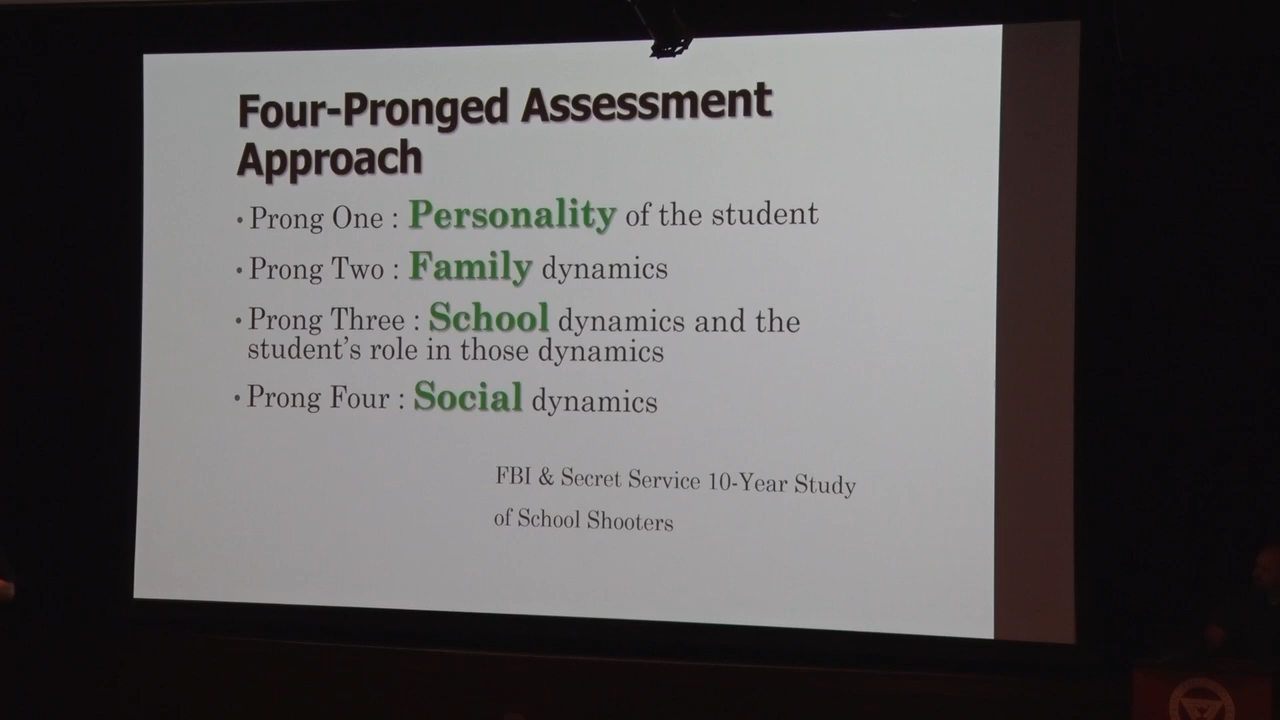 Four-Pronged Assessment
Approach
• Prong One : Personality of the student
• Prong Two : Family dynamics
• Prong Three : School dynamics and the
student's role in those dynamics
• Prong Four : Social dynamics
FBI & Secret Service 10-Year Study
of School Shooters